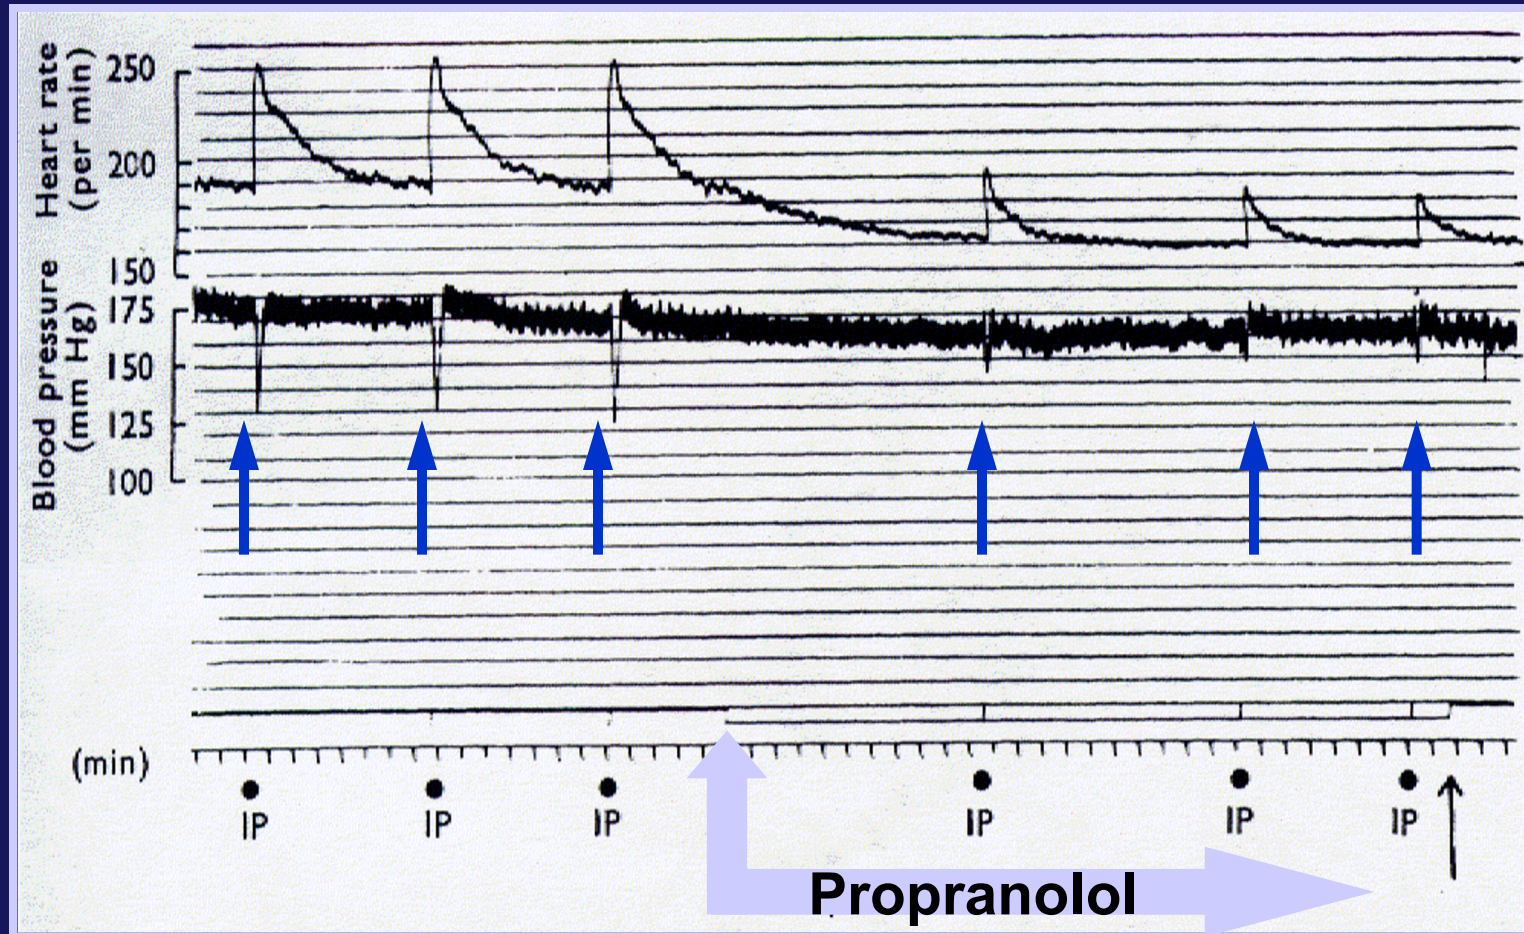 Heart rate
(per min)
250
200
150
Blood pressure
(mm Hg)
175
150
125
100
(min)
IP IP IP IP IP IP
Propranolol